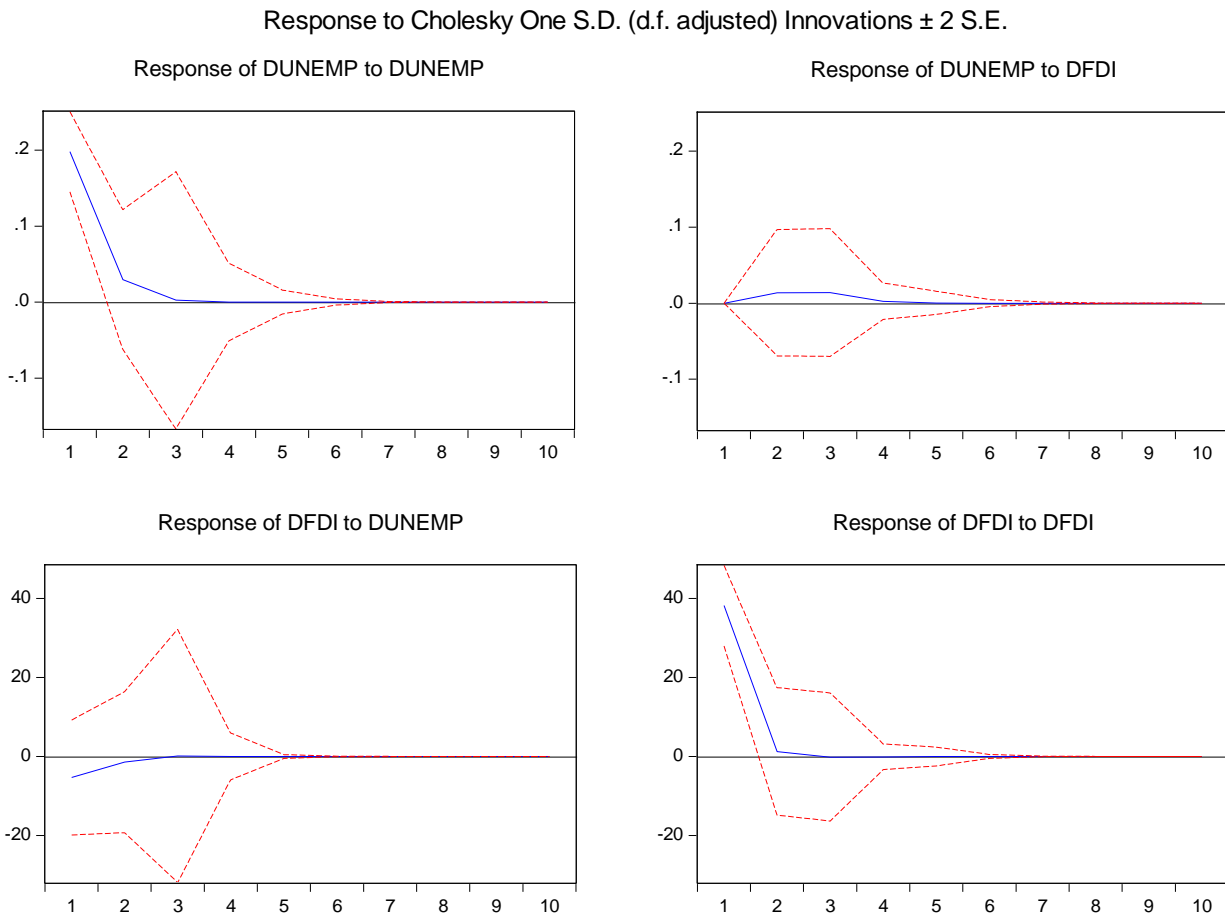 Response to Cholesky One S.D. (d.f. adjusted) Innovations ± 2 S.E.
Response of DUNEMP to DUNEMP
.2
.1
.0
-.1
1 2 3 4 5 6 7 8 9 10
Response of DUNEMP to DFDI
.2
.1
.0
-.1
1 2 3 4 5 6 7 8 9 10
Response of DFDI to DUNEMP
40
20
0
-20
1 2 3 4 5 6 7 8 9 10
Response of DFDI to DFDI
40
20
0
-20
1 2 3 4 5 6 7 8 9 10